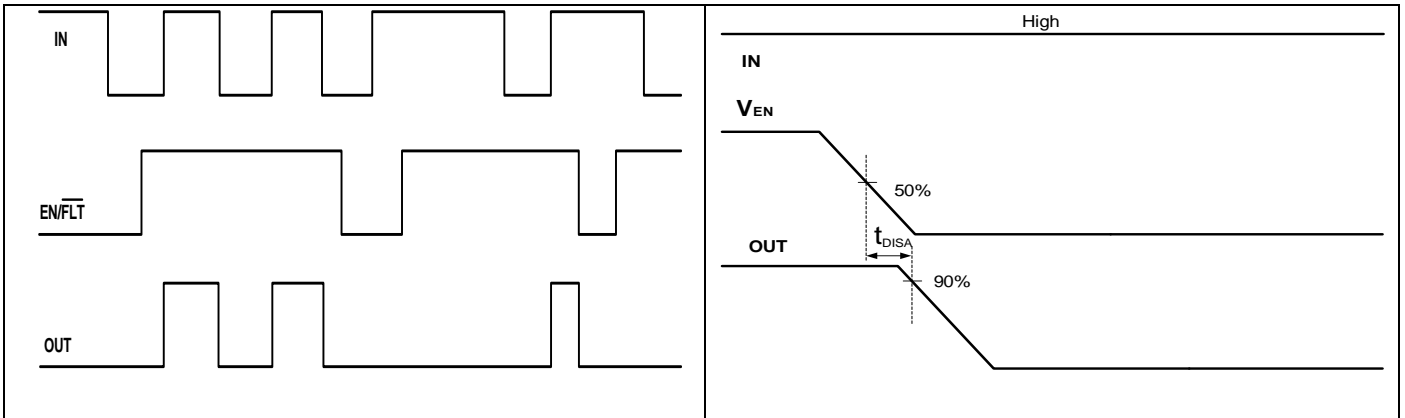 IN
EN/FLT
OUT
High
IN
VEN
50%
tDISA
OUT
90%